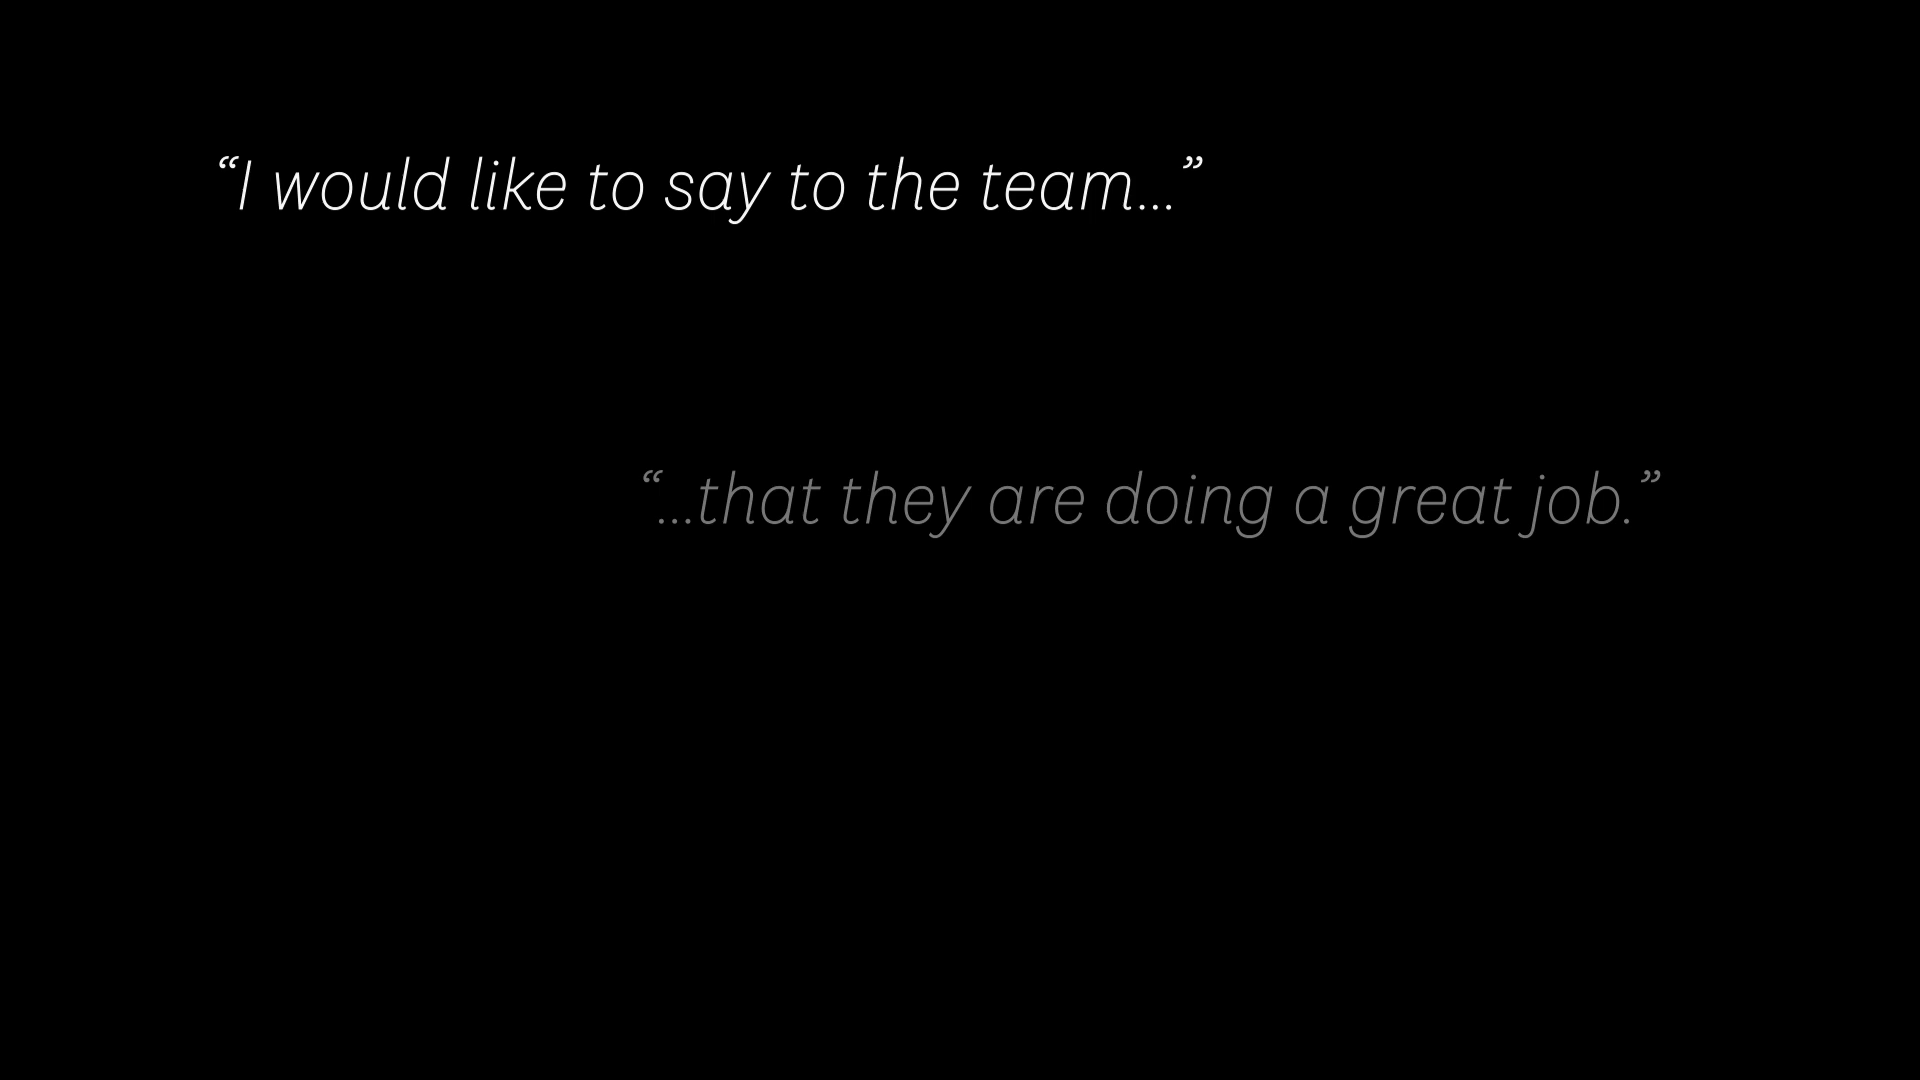 “I would like to say to the team...”
“...that they are doing a great job.”